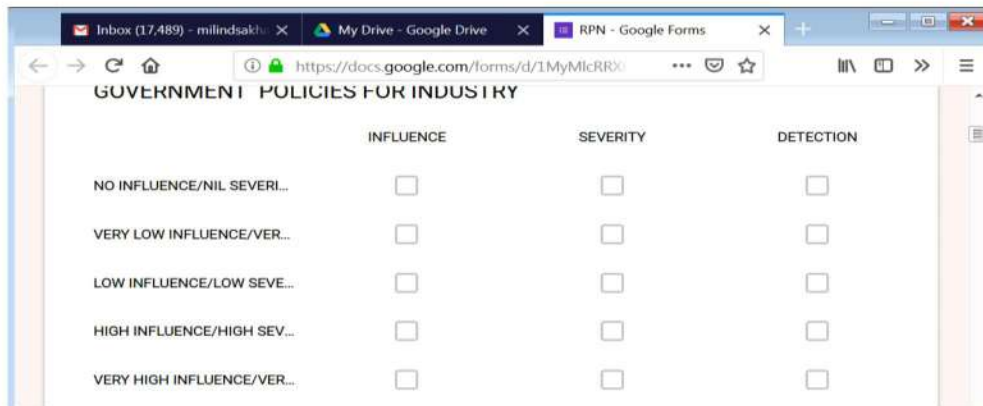 Inbox (17,489) - milindsakh My Drive - Google Drive RPN - Google Forms
https://docs.google.com/forms/d/1MyMlcRRX
GOVERNMENT POLICIES FOR INDUSTRY
INFLUENCE SEVERITY DETECTION
NO INFLUENCE/NIL SEVERI...
VERY LOW INFLUENCE/VER...
LOW INFLUENCE/LOW SEVE...
HIGH INFLUENCE/HIGH SEV...
VERY HIGH INFLUENCE/VER...